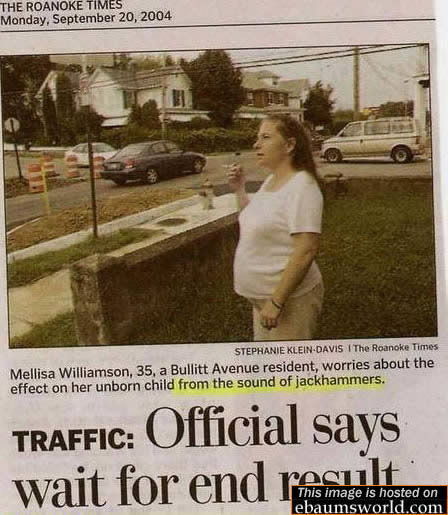 THE ROANOKE TIMES
Monday, September 20, 2004
STEPHANIE KLEIN-DAVIS | The Roanoke Times
Mellisa Williamson, 35, a Bullitt Avenue resident, worries about the
effect on her unborn child from the sound of jackhammers.
TRAFFIC: Official says
wait for end result
This image is hosted on
ebaumsworld.com